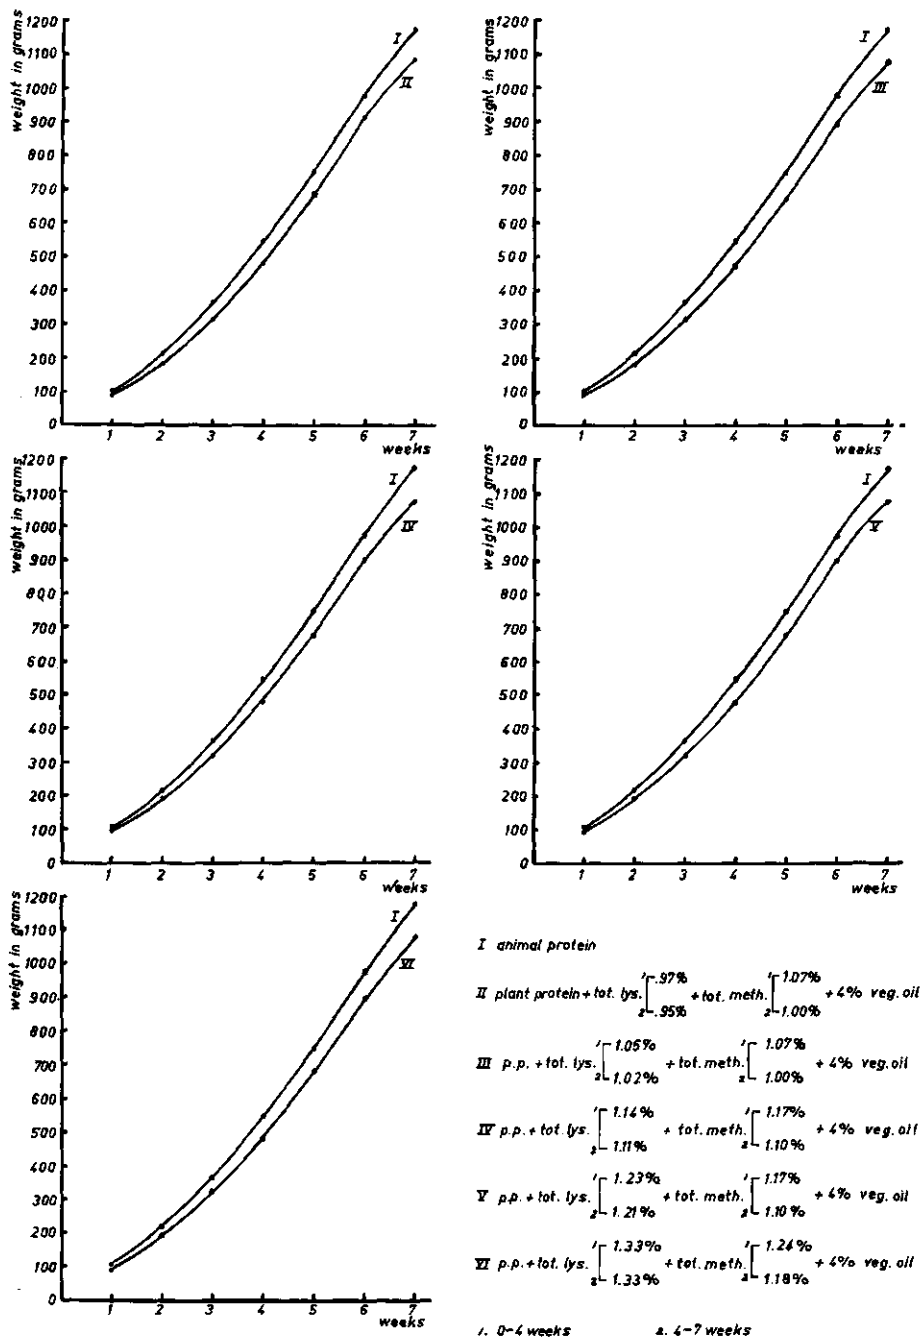 weight in grams
1200
1100
1000
900
800
700
600
500
400
300
200
100
0
I
II
1 2 3 4 5 6 7
weeks
weight in grams
1200
1100
1000
900
800
700
600
500
400
300
200
100
0
I
III
1 2 3 4 5 6 7
weeks
weight in grams
1200
1100
1000
900
800
700
600
500
400
300
200
100
0
I
IV
1 2 3 4 5 6 7
weeks
weight in grams
1200
1100
1000
900
800
700
600
500
400
300
200
100
0
I
V
1 2 3 4 5 6 7
weeks
weight in grams
1200
1100
1000
900
800
700
600
500
400
300
200
100
0
I
VI
1 2 3 4 5 6 7
weeks
I animal protein
II plant protein + tot. lys. 1 .97% 2 .95% + tot. meth. 1 1.07% 2 1.00% + 4% veg. oil
III p.p. + tot. lys. 1 1.05% 2 1.02% + tot. meth. 1 1.07% 2 1.00% + 4% veg. oil
IV p.p. + tot. lys. 1 1.14% 2 1.11% + tot. meth. 1 1.17% 2 1.10% + 4% veg. oil
V p.p. + tot. lys. 1 1.23% 2 1.21% + tot. meth. 1 1.17% 2 1.10% + 4% veg. oil
VI p.p. + tot. lys. 1 1.33% 2 1.33% + tot. meth. 1 1.24% 2 1.18% + 4% veg. oil
1. 0-4 weeks 2. 4-7 weeks